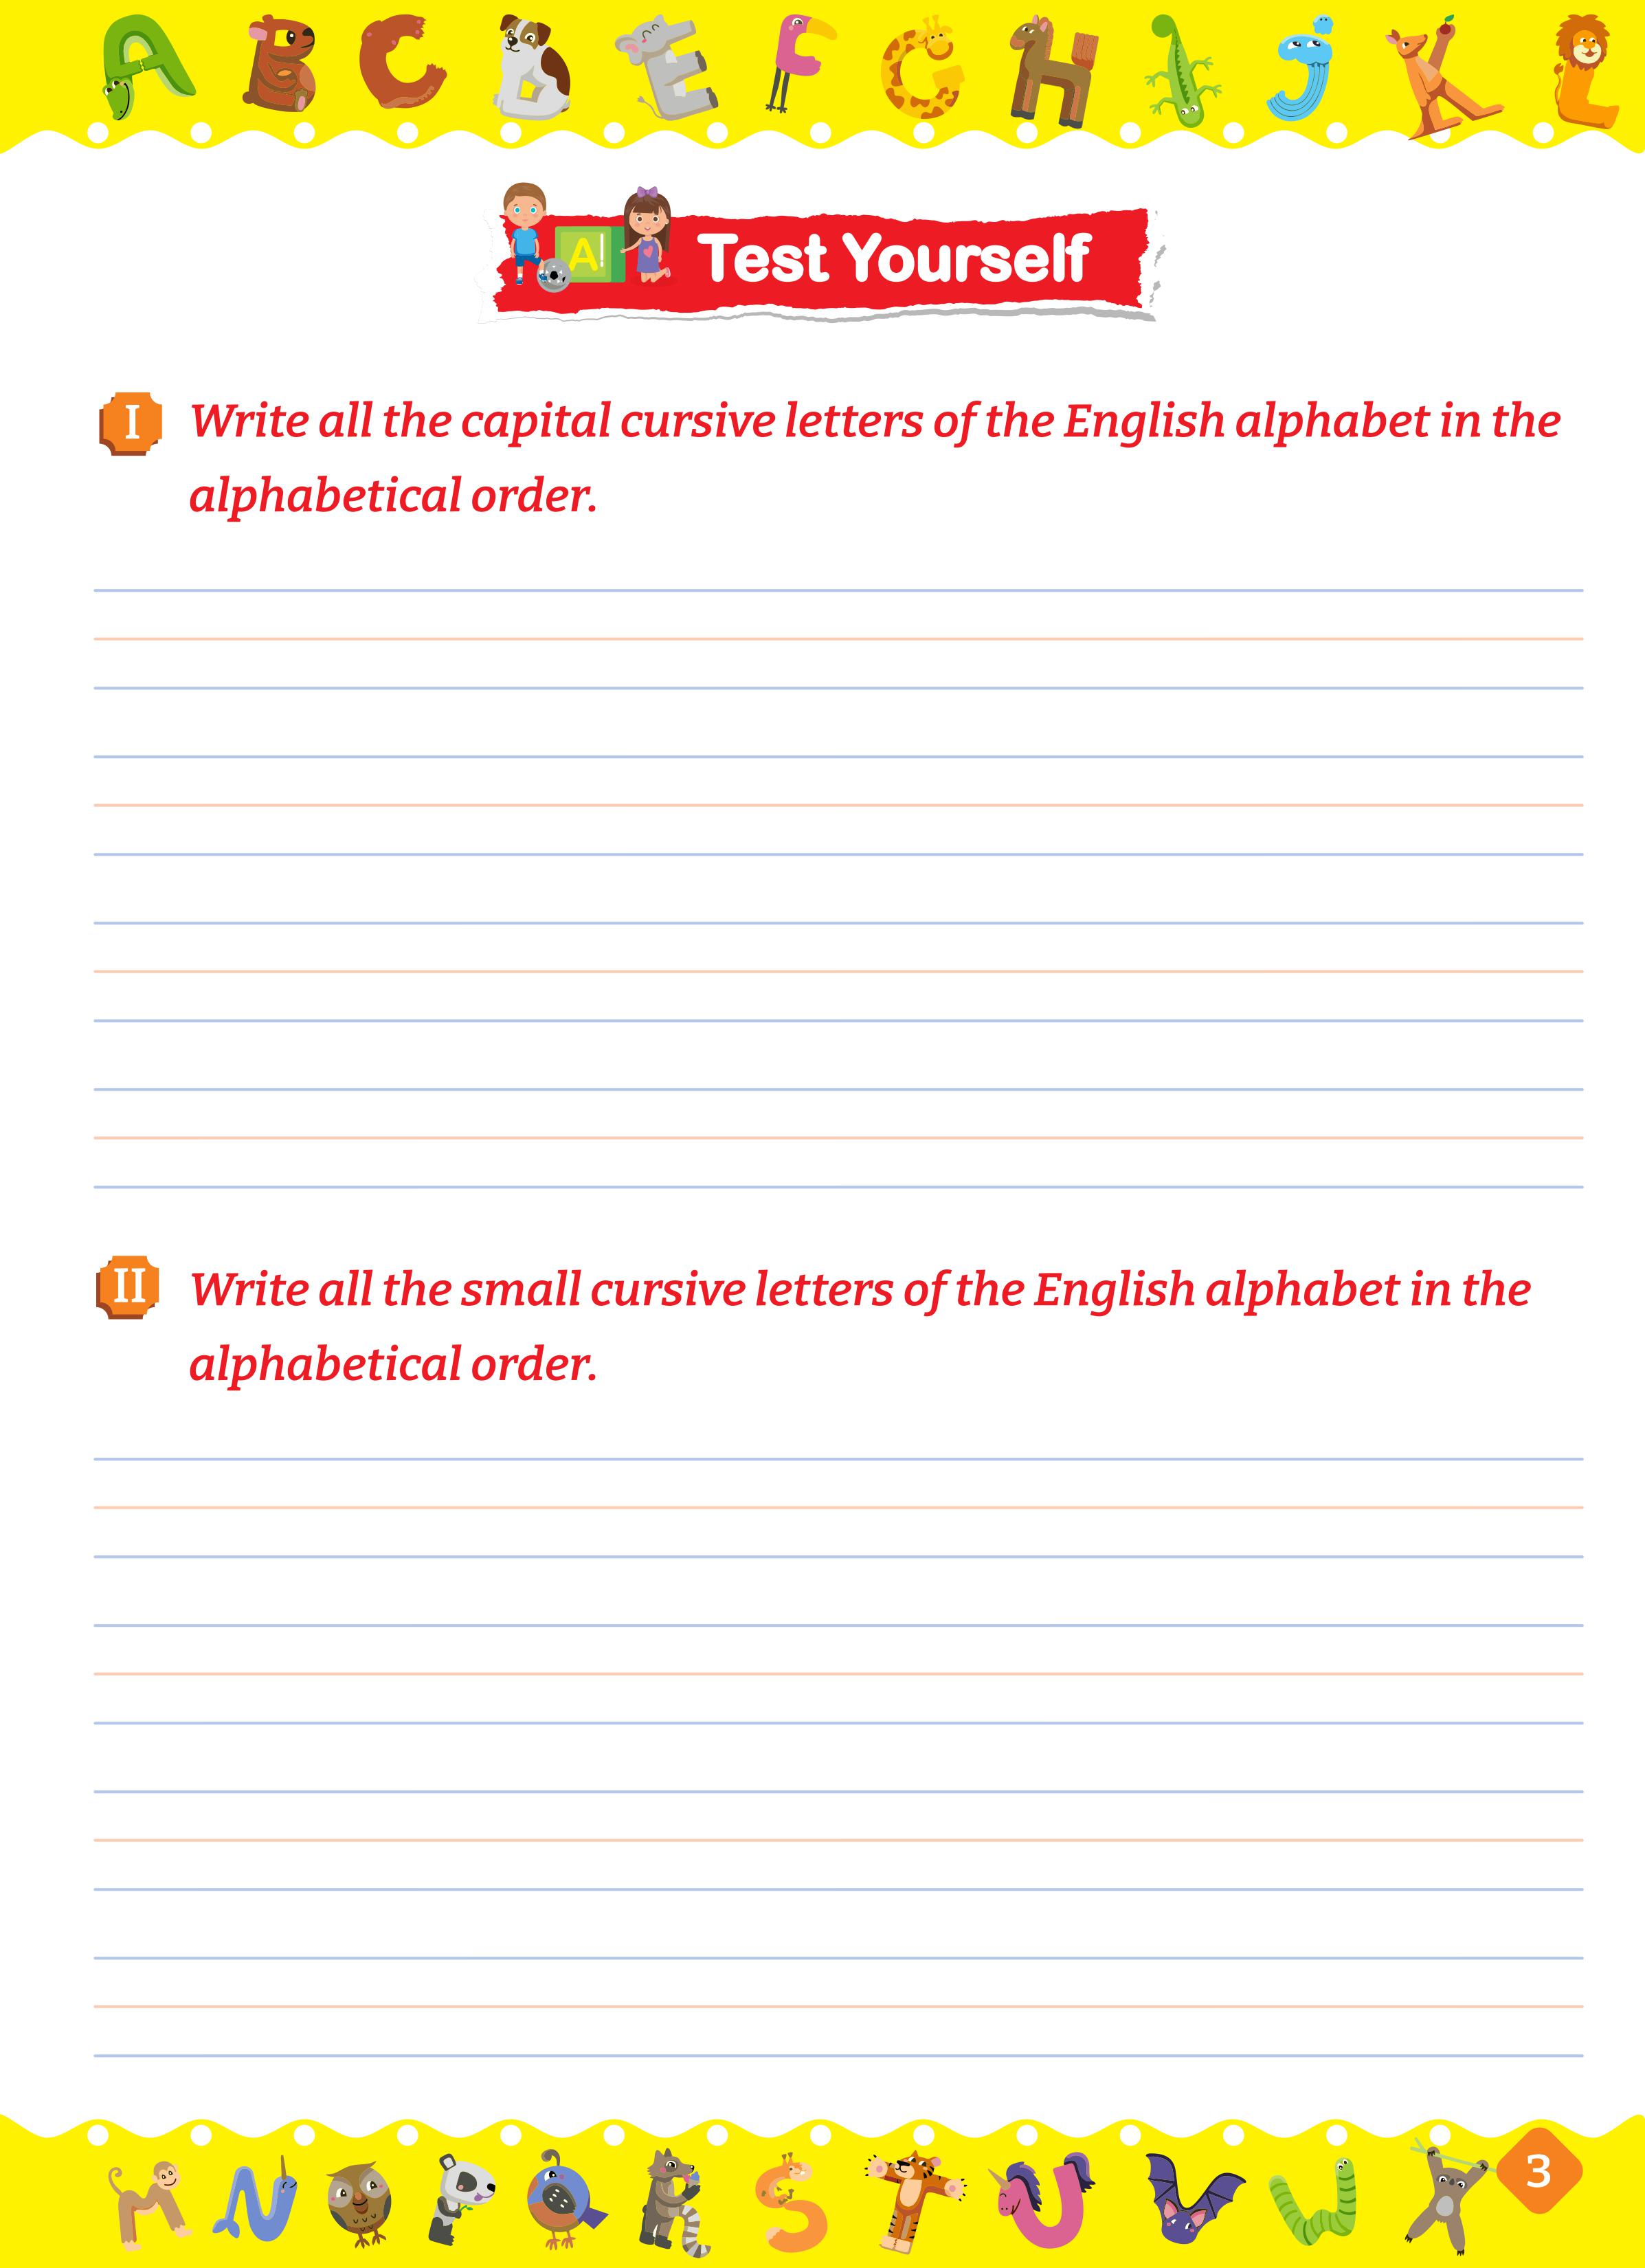 A B C D E F G H I J K L
A!
Test Yourself
I Write all the capital cursive letters of the English alphabet in the
alphabetical order.
II Write all the small cursive letters of the English alphabet in the
alphabetical order.
M N O P Q R S T U V W X
3